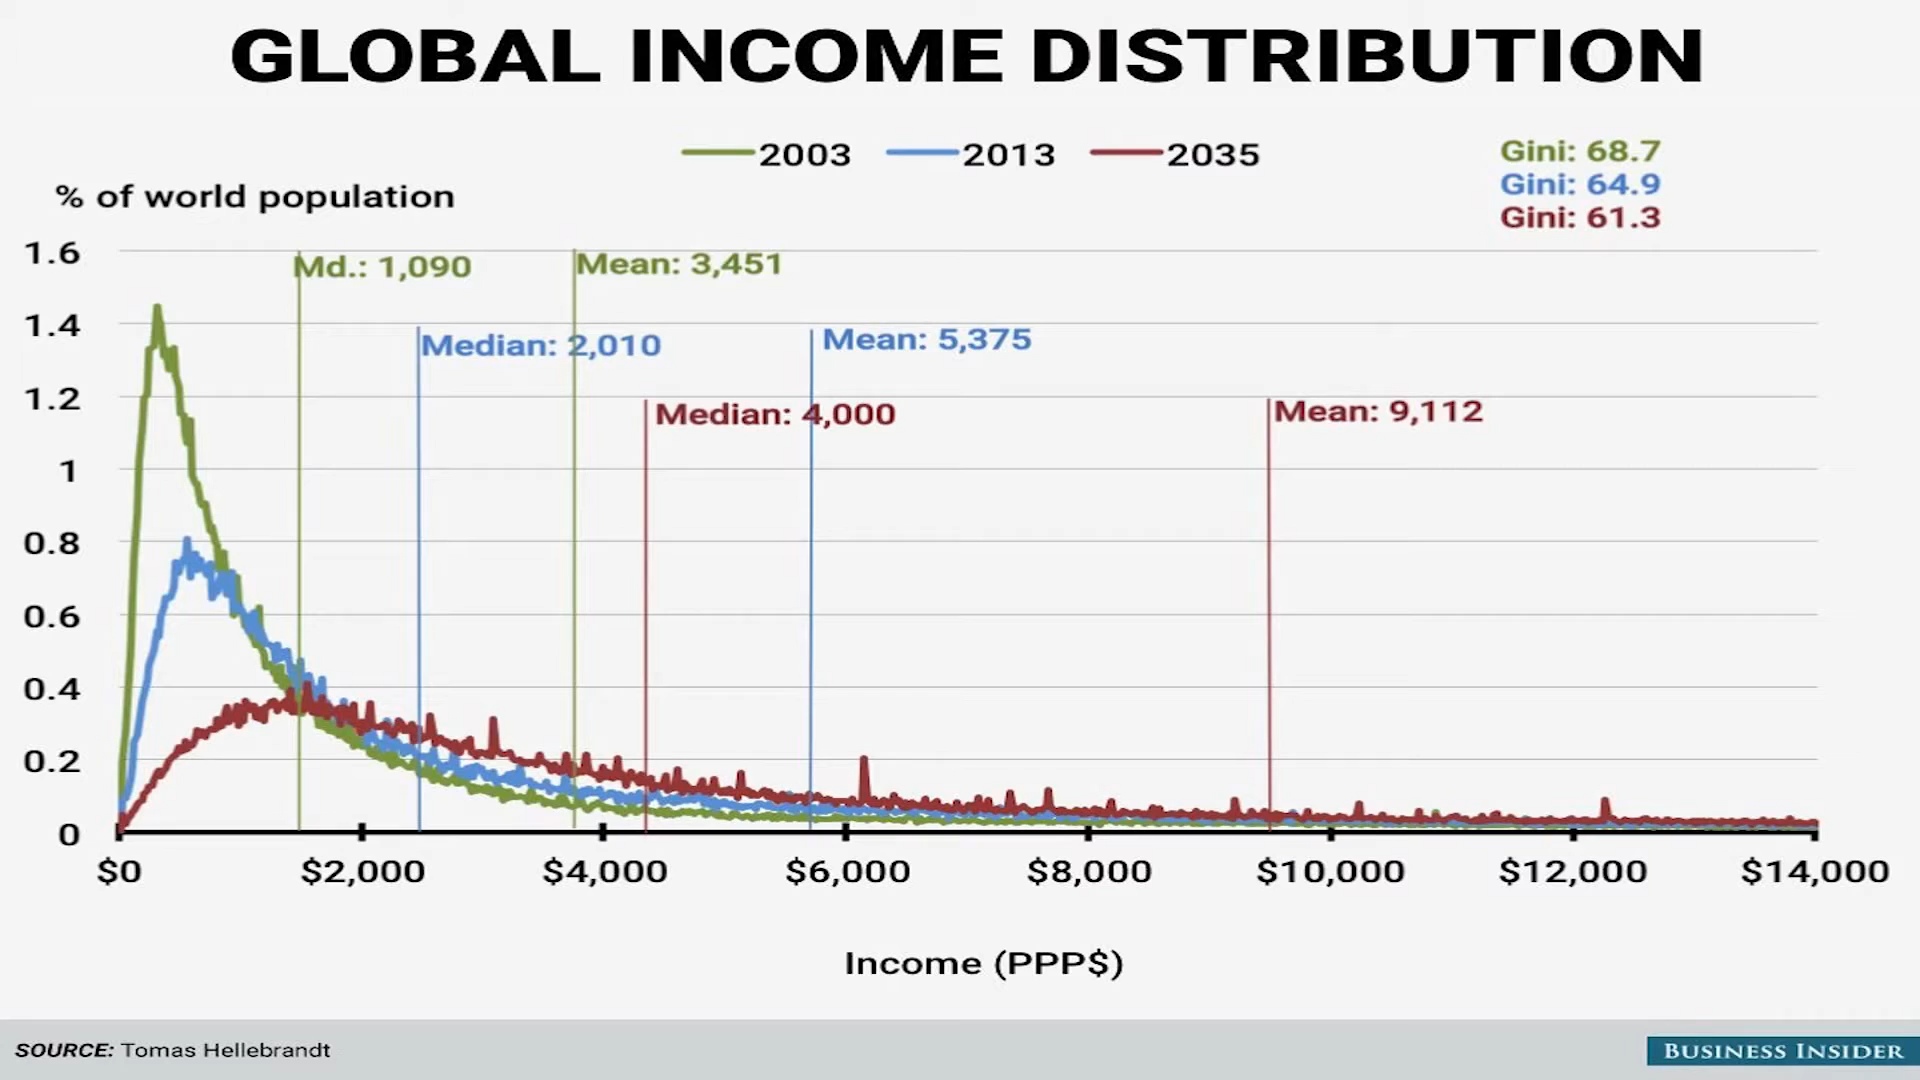 GLOBAL INCOME DISTRIBUTION
2003 2013 2035
Gini: 68.7
Gini: 64.9
Gini: 61.3
% of world population
1.6
Md.: 1,090
Mean: 3,451
1.4
Median: 2,010
Mean: 5,375
1.2
Median: 4,000
Mean: 9,112
1
0.8
0.6
0.4
0.2
0
$0 $2,000 $4,000 $6,000 $8,000 $10,000 $12,000 $14,000
Income (PPP$)
SOURCE: Tomas Hellebrandt
BUSINESS INSIDER